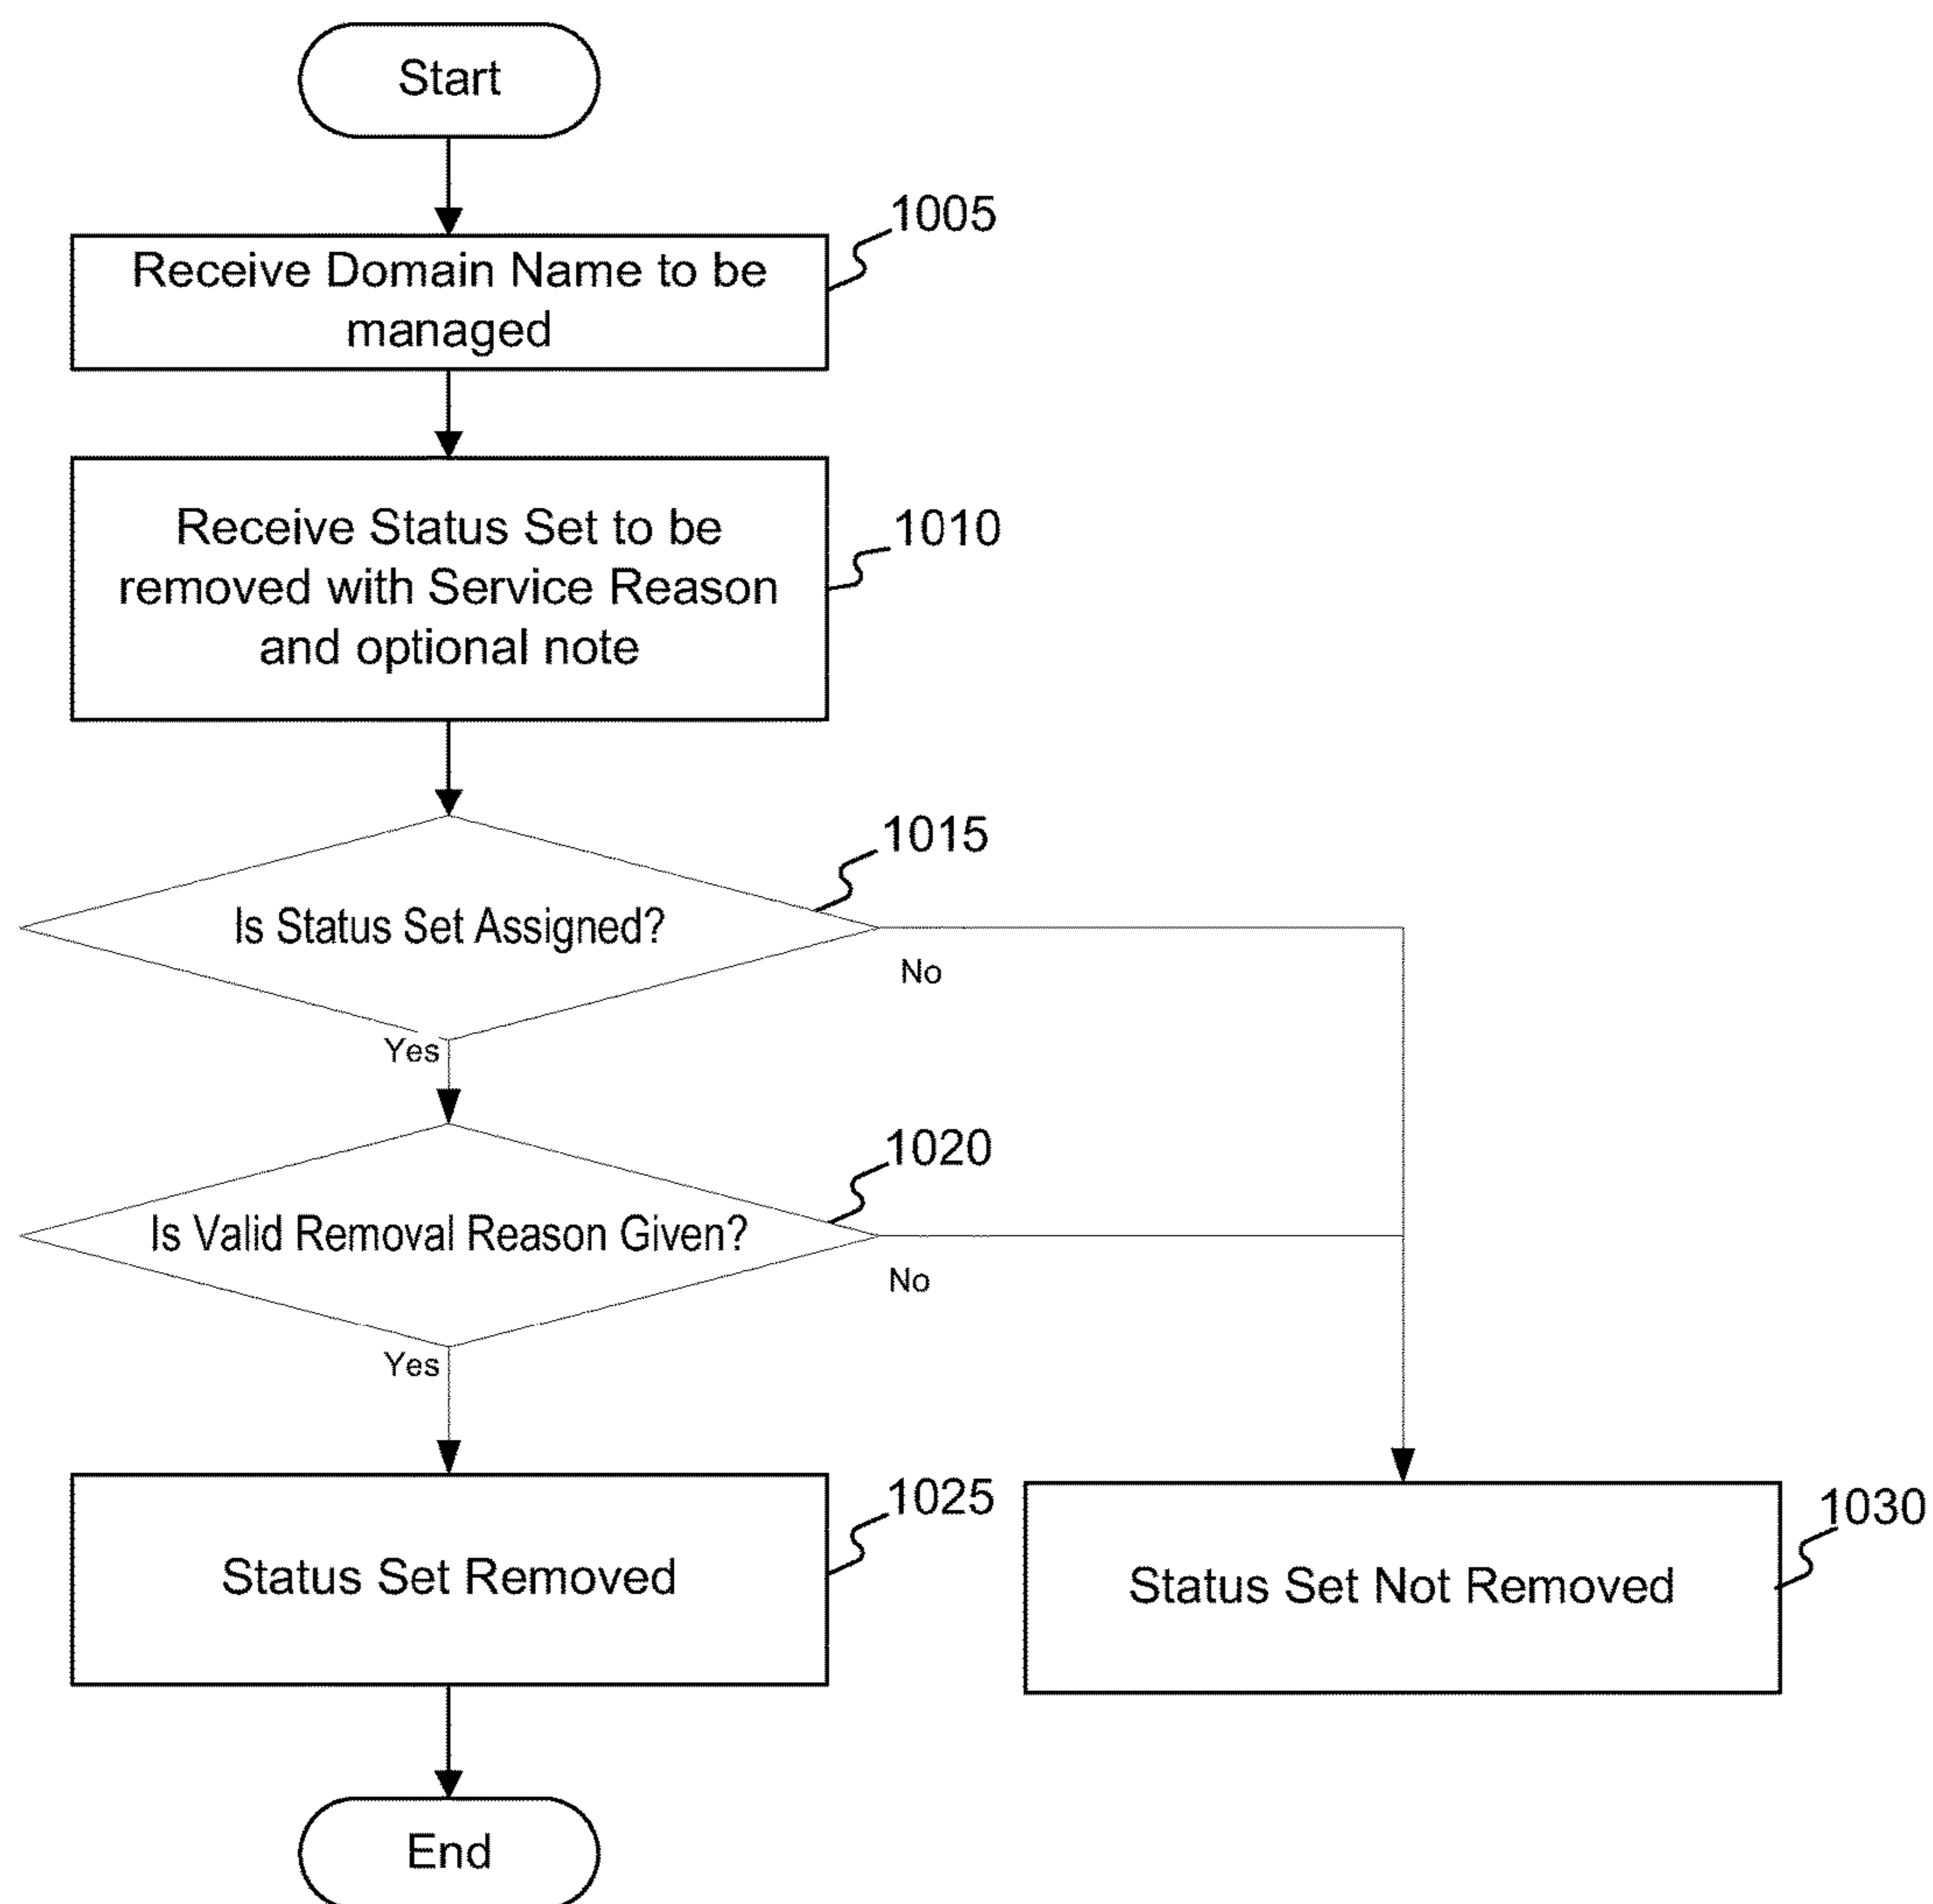 Start
1005
Receive Domain Name to be
managed
1010
Receive Status Set to be
removed with Service Reason
and optional note
1015
Is Status Set Assigned?
No
Yes
1020
Is Valid Removal Reason Given?
No
Yes
1025
Status Set Removed
1030
Status Set Not Removed
End